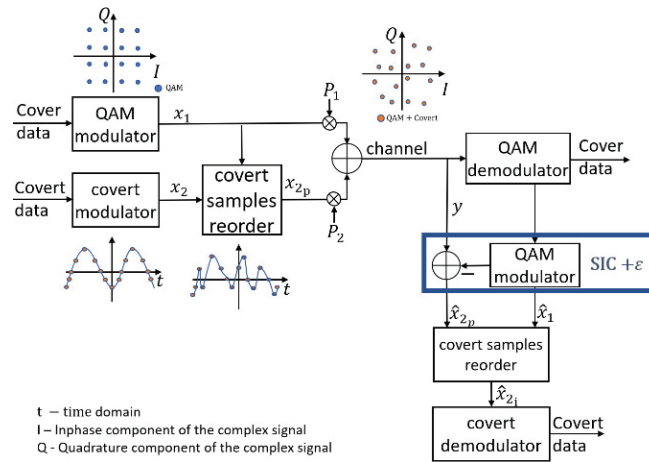 Q
Q
I
QAM
I
QAM + Covert
Cover
data
QAM
modulator
x₁
P₁
channel
QAM
demodulator
Cover
data
Covert
data
covert
modulator
x₂
covert
samples
reorder
x₂ₚ
P₂
y
t
t
−
QAM
modulator
SIC +ε
x̂₂ₚ
x̂₁
covert samples
reorder
x̂₂ᵢ
covert
demodulator
Covert
data
t – time domain
I – Inphase component of the complex signal
Q - Quadrature component of the complex signal